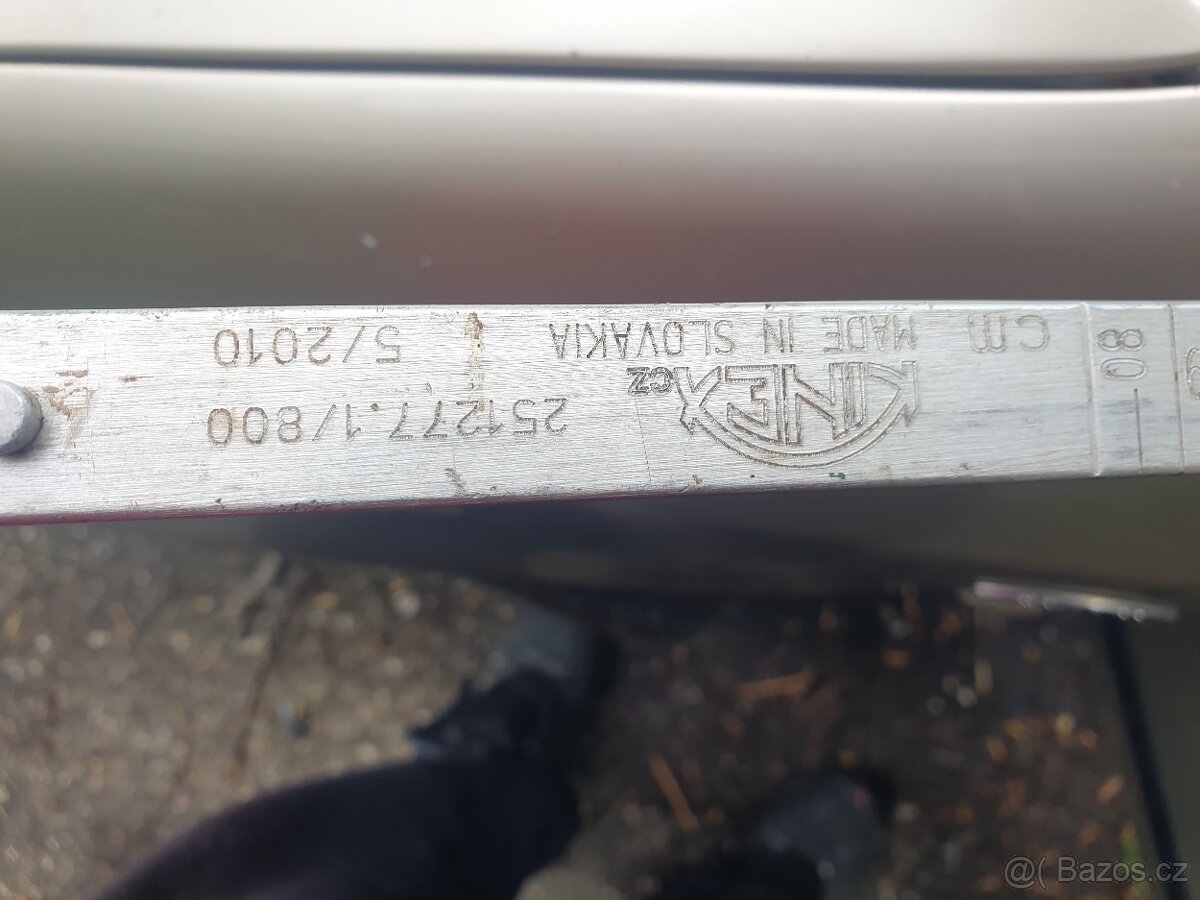 80
KINEX CZ 251277.1/800
cm MADE IN SLOVAKIA 5/2010
@( Bazos.cz